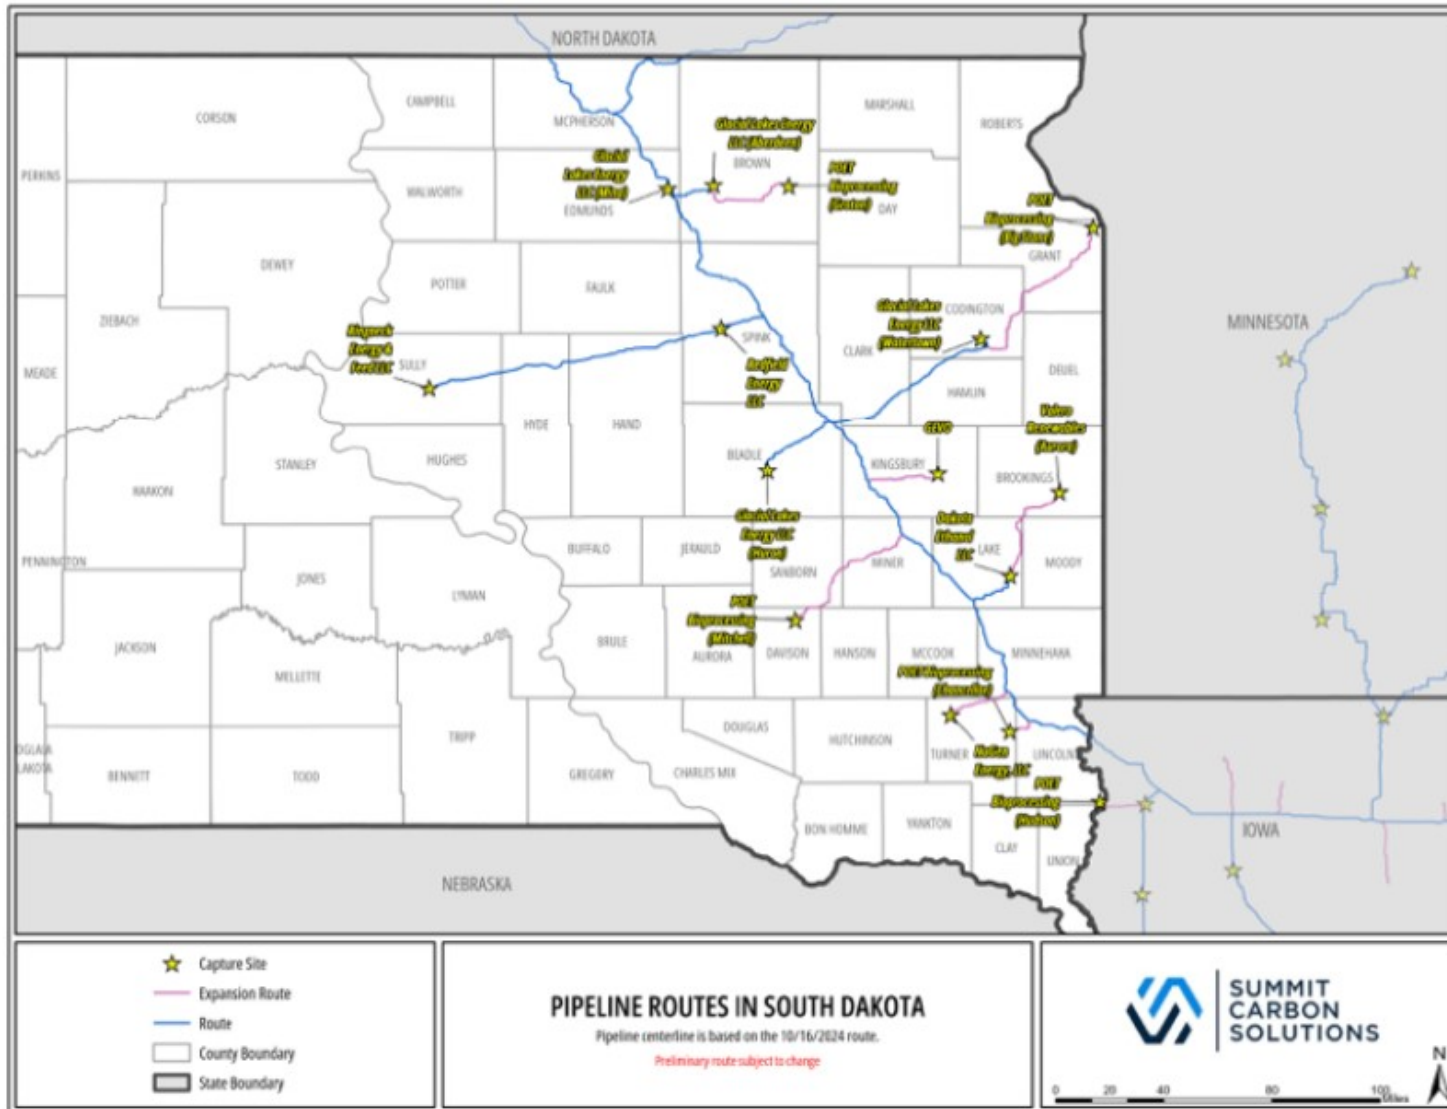 NORTH DAKOTA
CORSON
CAMPBELL
MCPHERSON
MARSHALL
ROBERTS
Glacial Lakes Energy
LLC (Aberdeen)
BROWN
Glacial
Lakes Energy
LLC (Mina)
PERKINS
WALWORTH
EDMUNDS
POET
Bioprocessing
(Groton)
DAY
POET
Bioprocessing
(Big Stone)
GRANT
DEWEY
POTTER
FAULK
ZIEBACH
Glacial Lakes
Energy LLC
(Watertown)
CODINGTON
MINNESOTA
Ringneck
Energy &
Feed LLC
SULLY
SPINK
CLARK
MEADE
Redfield
Energy
LLC
DEUEL
HAMLIN
HYDE
HAND
Valero
Renewables
(Aurora)
GEVO
STANLEY
HUGHES
BEADLE
KINGSBURY
BROOKINGS
HAAKON
Glacial Lakes
Energy LLC
(Huron)
Dakota
Ethanol
LLC
LAKE
PENNINGTON
BUFFALO
JERAULD
SANBORN
MINER
MOODY
JONES
LYMAN
POET
Bioprocessing
(Mitchell)
JACKSON
BRULE
AURORA
DAVISON
HANSON
MCCOOK
MINNEHAHA
MELLETTE
POET Bioprocessing
(Chancellor)
TRIPP
DOUGLAS
HUTCHINSON
TURNER
LINCOLN
OGLALA
LAKOTA
BENNETT
TODD
GREGORY
CHARLES MIX
NuGen
Energy, LLC
POET
Bioprocessing
(Hudson)
BON HOMME
YANKTON
CLAY
UNION
IOWA
NEBRASKA
Capture Site
Expansion Route
Route
County Boundary
State Boundary
PIPELINE ROUTES IN SOUTH DAKOTA
Pipeline centerline is based on the 10/16/2024 route.
Preliminary route subject to change
SUMMIT
CARBON
SOLUTIONS
N
0 20 40 80 100
Miles